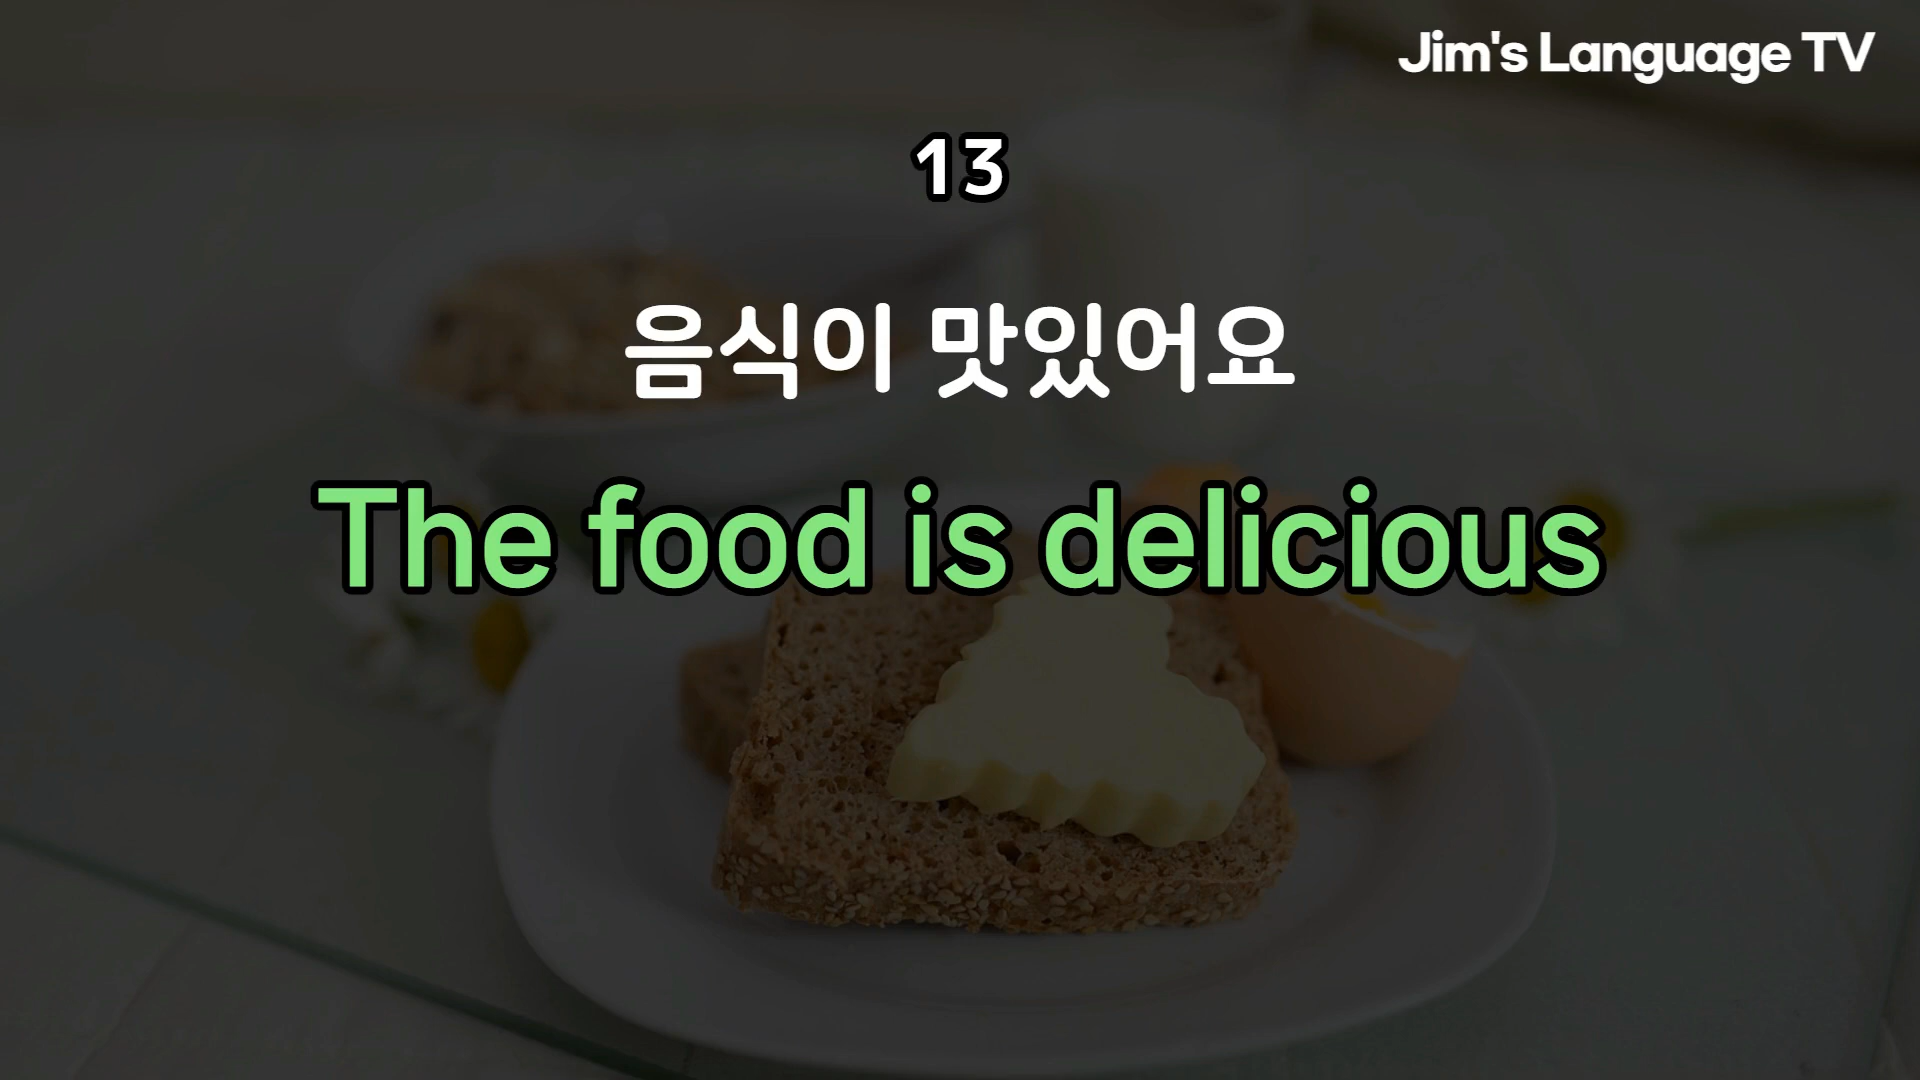 Jim's Language TV
13
음식이 맛있어요
The food is delicious